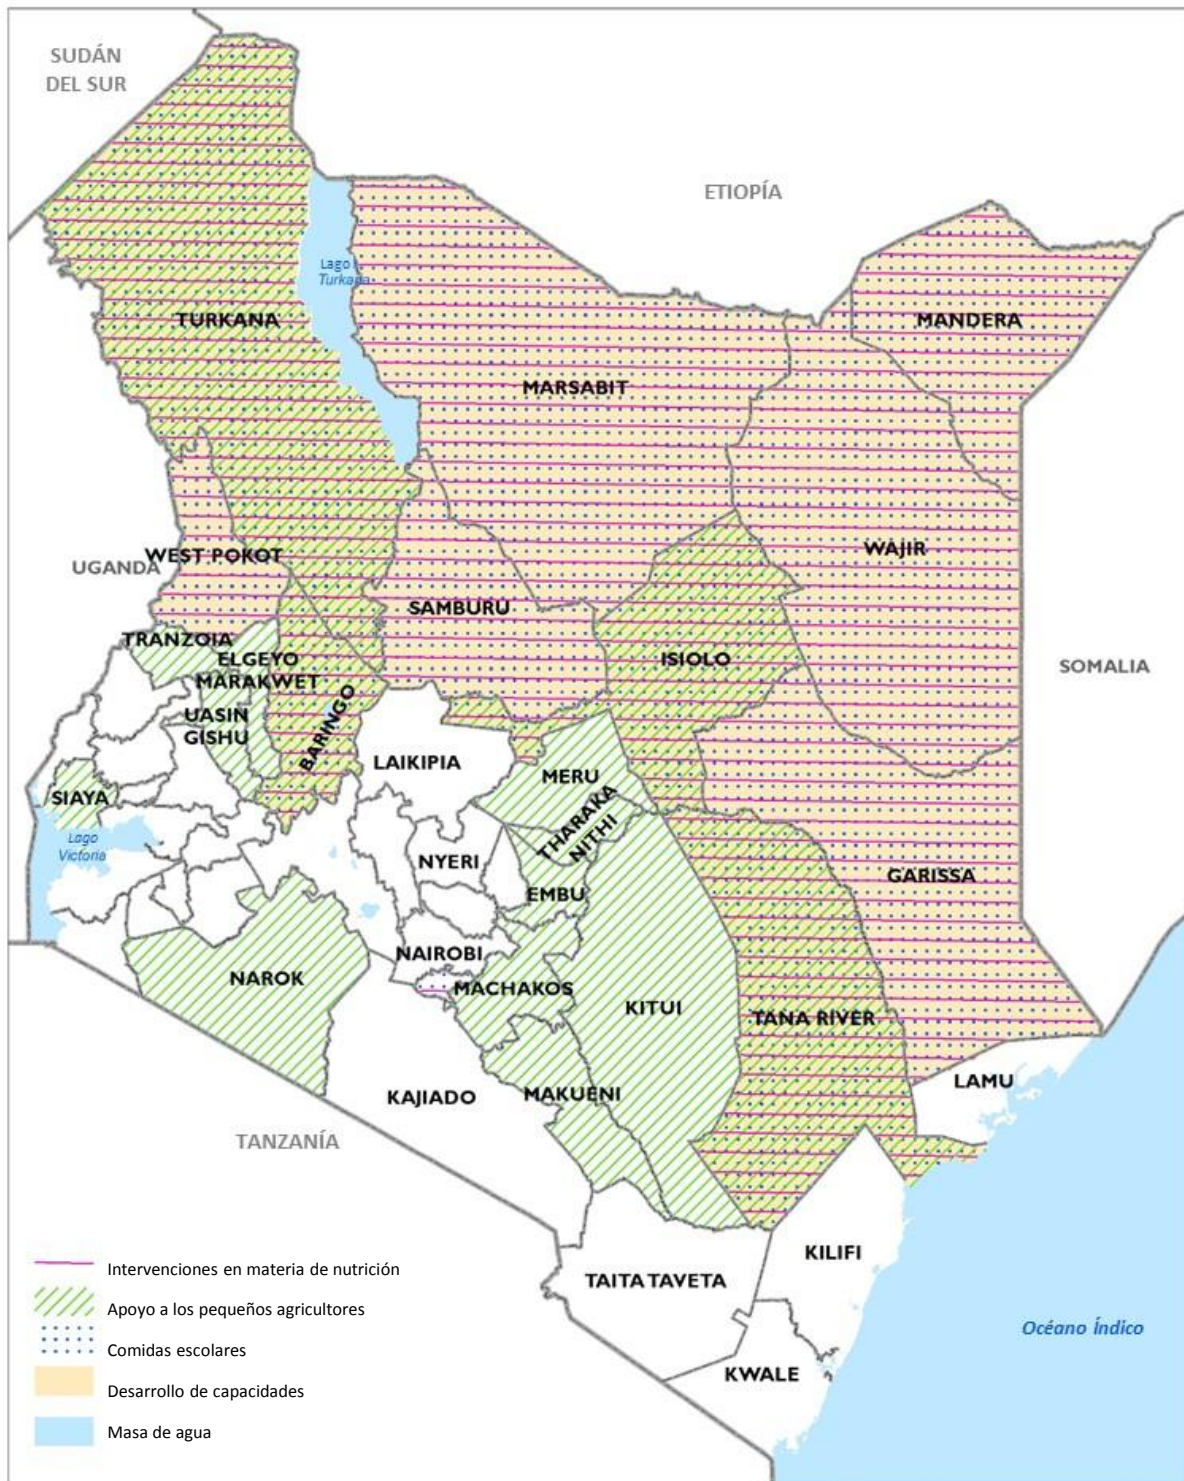 SUDÁN
DEL SUR
ETIOPÍA
Lago
Turkana
TURKANA
MANDERA
MARSABIT
WAJIR
WEST POKOT
UGANDA
SAMBURU
TRANZOIA
ELGEYO
MARAKWET
ISIOLO
SOMALIA
UASIN
GISHU
BARINGO
LAIKIPIA
MERU
SIAYA
THARAKA
NITHI
Lago
Victoria
NYERI
GARISSA
EMBU
NAIROBI
NAROK
MACHAKOS
KITUI
TANA RIVER
LAMU
KAJIADO
MAKUENI
TANZANÍA
KILIFI
TAITA TAVETA
Océano Índico
KWALE
Intervenciones en materia de nutrición
Apoyo a los pequeños agricultores
Comidas escolares
Desarrollo de capacidades
Masa de agua